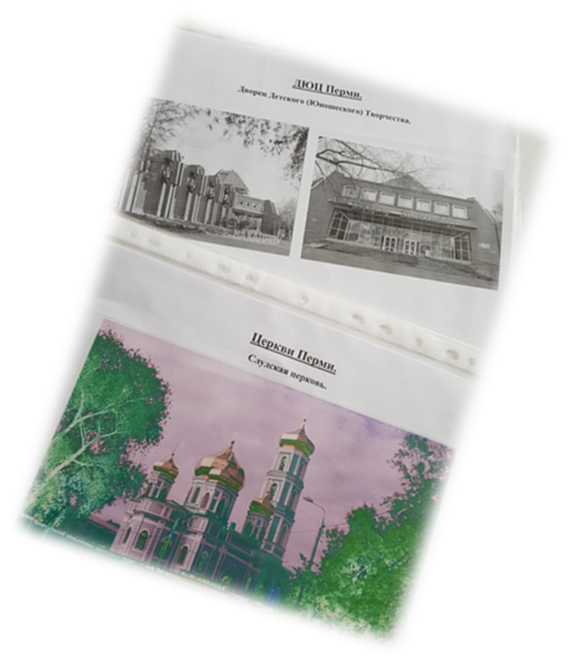 ДЮЦ Перми.
Дворец Детского (Юношеского) Творчества.
Церкви Перми.
Слудская церковь.